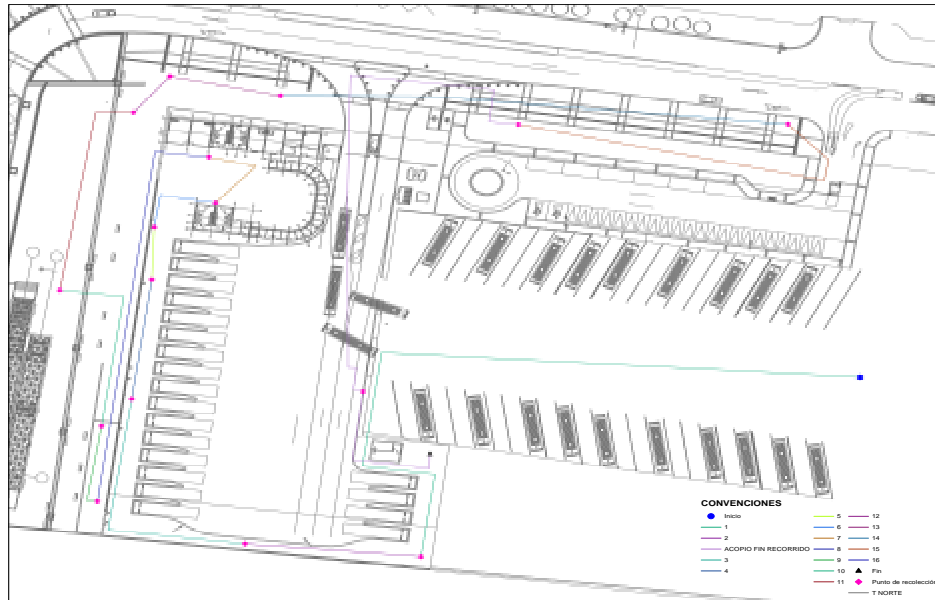 CONVENCIONES
Inicio
1
2
ACOPIO FIN RECORRIDO
3
4
5
6
7
8
9
10
11
12
13
14
15
16
Fin
Punto de recolección
T NORTE